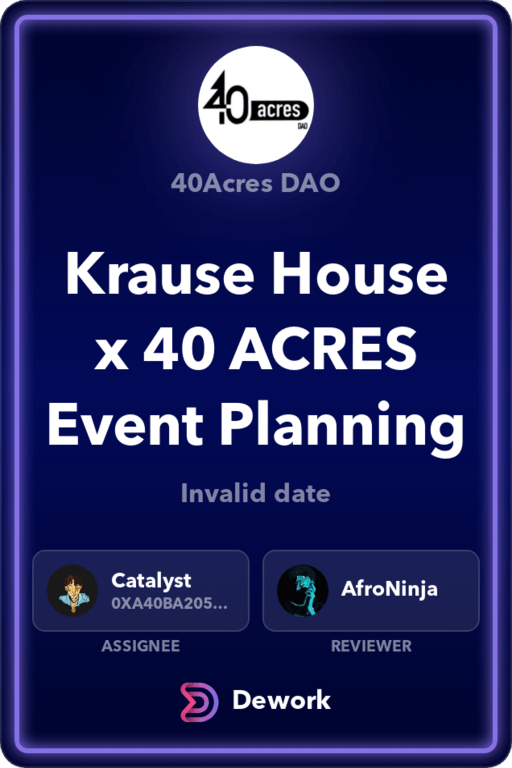 40 acres
DAO
40Acres DAO
Krause House
x 40 ACRES
Event Planning
Invalid date
Catalyst
0XA40BA205...
AfroNinja
ASSIGNEE
REVIEWER
Dework